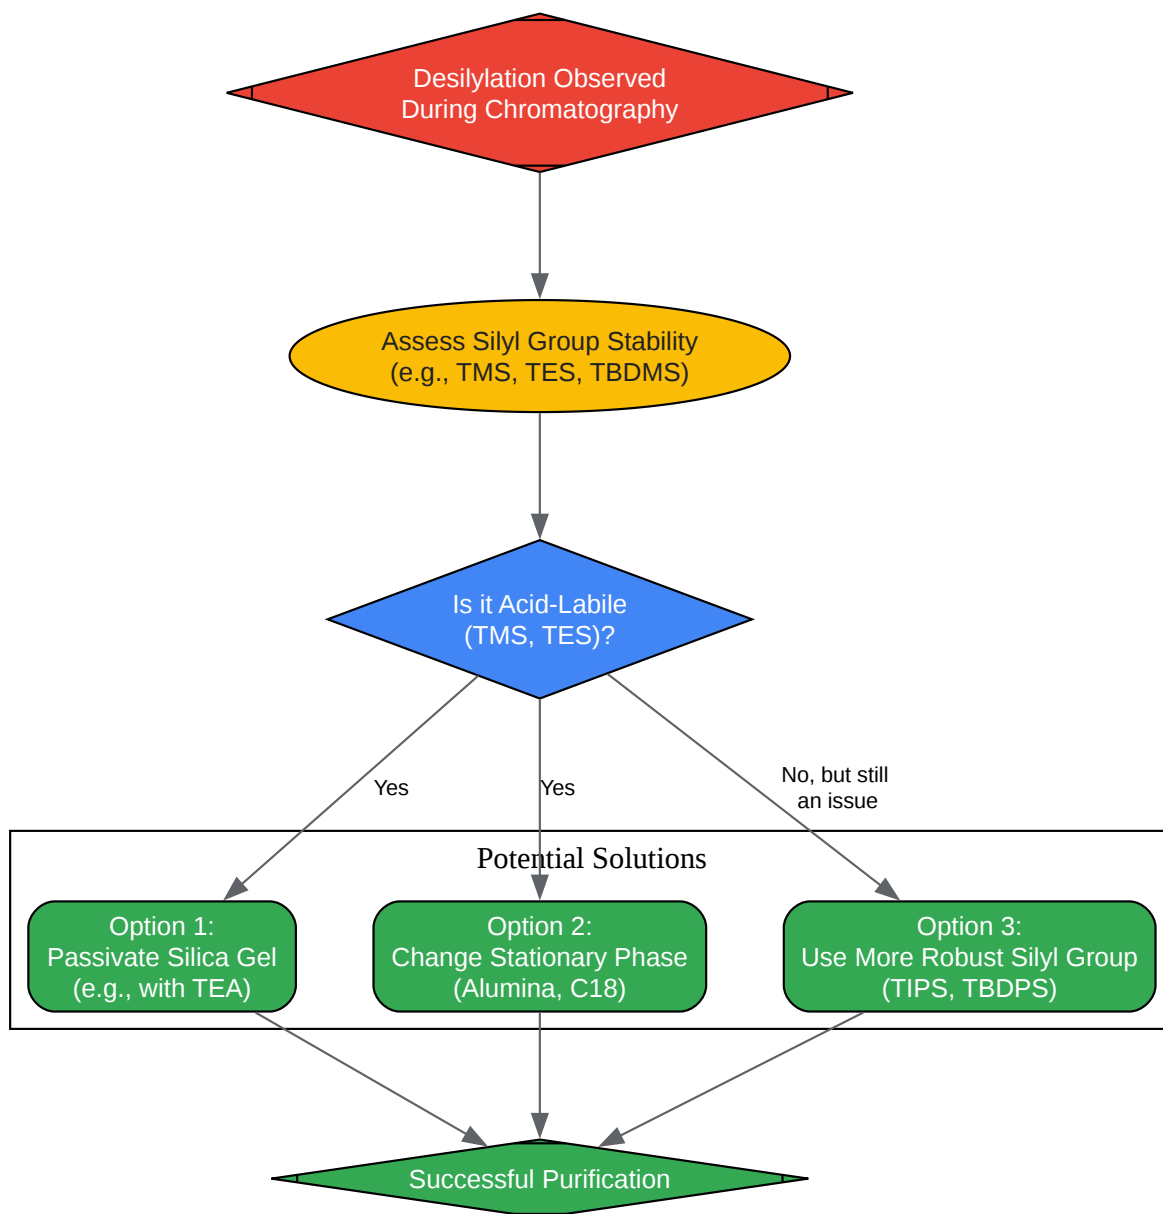 Desilylation Observed
During Chromatography
Assess Silyl Group Stability
(e.g., TMS, TES, TBDMS)
Is it Acid-Labile
(TMS, TES)?
Yes
Yes
No, but still
an issue
Potential Solutions
Option 1:
Passivate Silica Gel
(e.g., with TEA)
Option 2:
Change Stationary Phase
(Alumina, C18)
Option 3:
Use More Robust Silyl Group
(TIPS, TBDPS)
Successful Purification